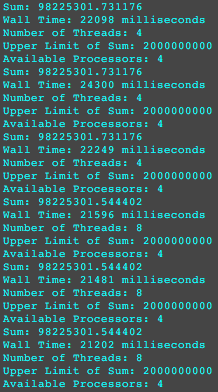 Sum: 98225301.731176
Wall Time: 22098 milliseconds
Number of Threads: 4
Upper Limit of Sum: 2000000000
Available Processors: 4
Sum: 98225301.731176
Wall Time: 24300 milliseconds
Number of Threads: 4
Upper Limit of Sum: 2000000000
Available Processors: 4
Sum: 98225301.731176
Wall Time: 22249 milliseconds
Number of Threads: 4
Upper Limit of Sum: 2000000000
Available Processors: 4
Sum: 98225301.544402
Wall Time: 21596 milliseconds
Number of Threads: 8
Upper Limit of Sum: 2000000000
Available Processors: 4
Sum: 98225301.544402
Wall Time: 21481 milliseconds
Number of Threads: 8
Upper Limit of Sum: 2000000000
Available Processors: 4
Sum: 98225301.544402
Wall Time: 21202 milliseconds
Number of Threads: 8
Upper Limit of Sum: 2000000000
Available Processors: 4